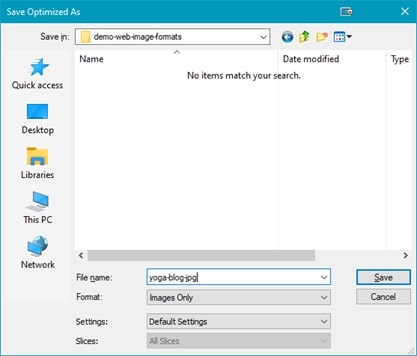 Save Optimized As
Save in: demo-web-image-formats
Name Date modified Type
No items match your search.
Quick access
Desktop
Libraries
This PC
Network
File name: yoga-blog-jpg Save
Format: Images Only Cancel
Settings: Default Settings
Slices: All Slices